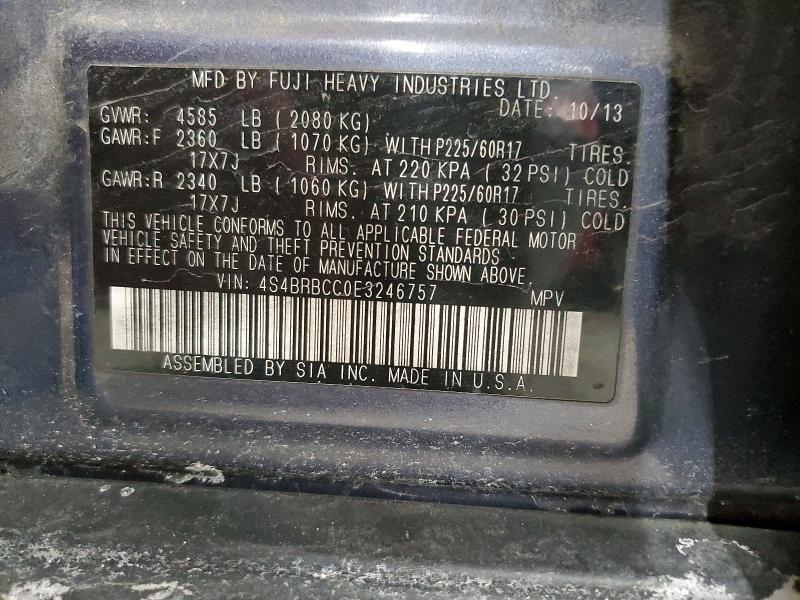 MFD BY FUJI HEAVY INDUSTRIES LTD.
DATE: 10/13
GVWR: 4585 LB ( 2080 KG)
GAWR:F 2360 LB ( 1070 KG) WITH P225/60R17 TIRES.
17X7J RIMS. AT 220 KPA ( 32 PSI) COLD
GAWR:R 2340 LB ( 1060 KG) WITH P225/60R17 TIRES.
17X7J RIMS. AT 210 KPA ( 30 PSI) COLD
THIS VEHICLE CONFORMS TO ALL APPLICABLE FEDERAL MOTOR
VEHICLE SAFETY AND THEFT PREVENTION STANDARDS
IN EFFECT ON THE DATE OF MANUFACTURE SHOWN ABOVE.
VIN: 4S4BRBCC0E3246757 MPV
ASSEMBLED BY SIA INC. MADE IN U.S.A.